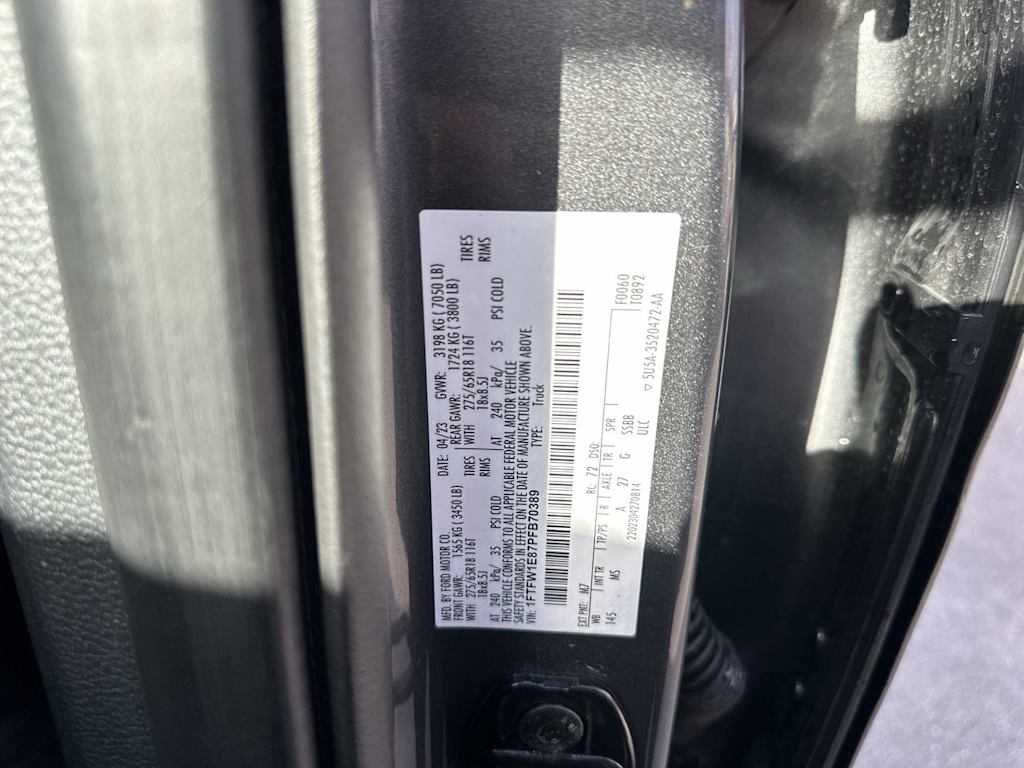 MFD. BY FORD MOTOR CO.
DATE: 04/23 GVWR: 3198 KG ( 7050 LB)
FRONT GAWR: 1565 KG ( 3450 LB) REAR GAWR: 1724 KG ( 3800 LB)
WITH 275/65R18 116T TIRES WITH 275/65R18 116T TIRES
18x8.5J RIMS 18x8.5J RIMS
AT 240 kPa/ 35 PSI COLD AT 240 kPa/ 35 PSI COLD
THIS VEHICLE CONFORMS TO ALL APPLICABLE FEDERAL MOTOR VEHICLE
SAFETY STANDARDS IN EFFECT ON THE DATE OF MANUFACTURE SHOWN ABOVE.
VIN: 1FTFW1E87PFB70389 TYPE: Truck
EXT PNT: M7 RC: 72 DSO:
WB INT TR TP/PS R AXLE TR SPR F0060
145 MS A 27 G SSBB T0892
2202304270814 ULC ▽ SU5A-3520472-AA